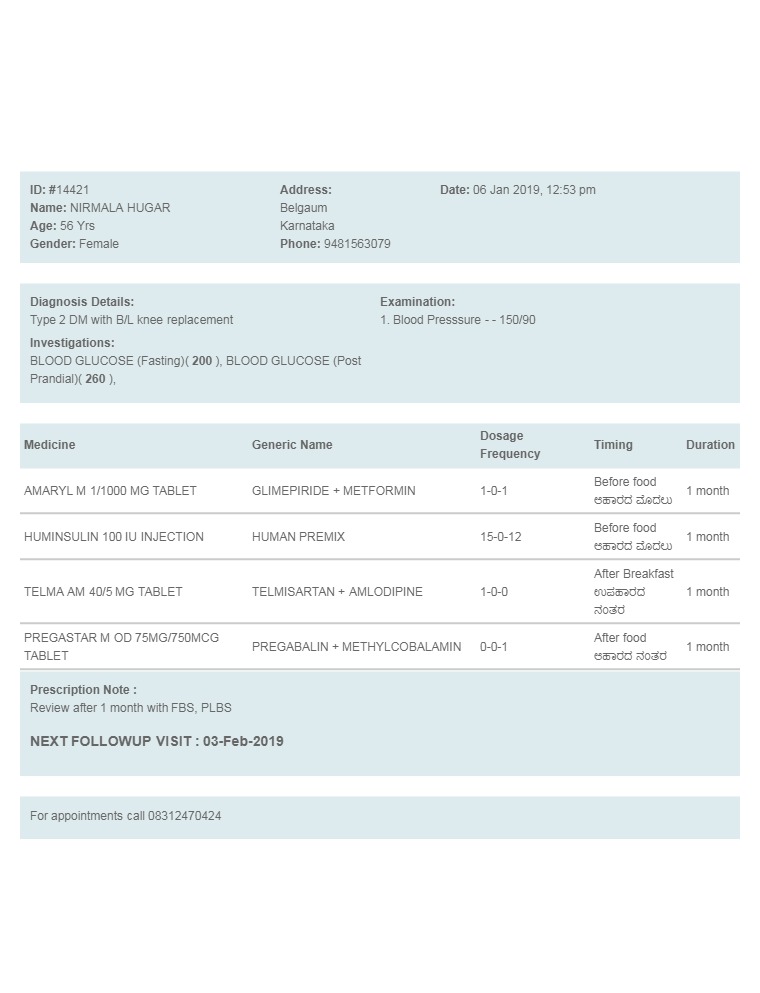 ID: #14421
Name: NIRMALA HUGAR
Age: 56 Yrs
Gender: Female
Address:
Belgaum
Karnataka
Phone: 9481563079
Date: 06 Jan 2019, 12:53 pm
Diagnosis Details:
Type 2 DM with B/L knee replacement
Investigations:
BLOOD GLUCOSE (Fasting)( 200 ), BLOOD GLUCOSE (Post
Prandial)( 260 ),
Examination:
1. Blood Presssure - - 150/90
Medicine Generic Name Dosage Frequency Timing Duration
AMARYL M 1/1000 MG TABLET GLIMEPIRIDE + METFORMIN 1-0-1 Before food ಆಹಾರದ ಮೊದಲು 1 month
HUMINSULIN 100 IU INJECTION HUMAN PREMIX 15-0-12 Before food ಆಹಾರದ ಮೊದಲು 1 month
TELMA AM 40/5 MG TABLET TELMISARTAN + AMLODIPINE 1-0-0 After Breakfast ಉಪಹಾರದ ನಂತರ 1 month
PREGASTAR M OD 75MG/750MCG TABLET PREGABALIN + METHYLCOBALAMIN 0-0-1 After food ಆಹಾರದ ನಂತರ 1 month
Prescription Note :
Review after 1 month with FBS, PLBS
NEXT FOLLOWUP VISIT : 03-Feb-2019
For appointments call 08312470424